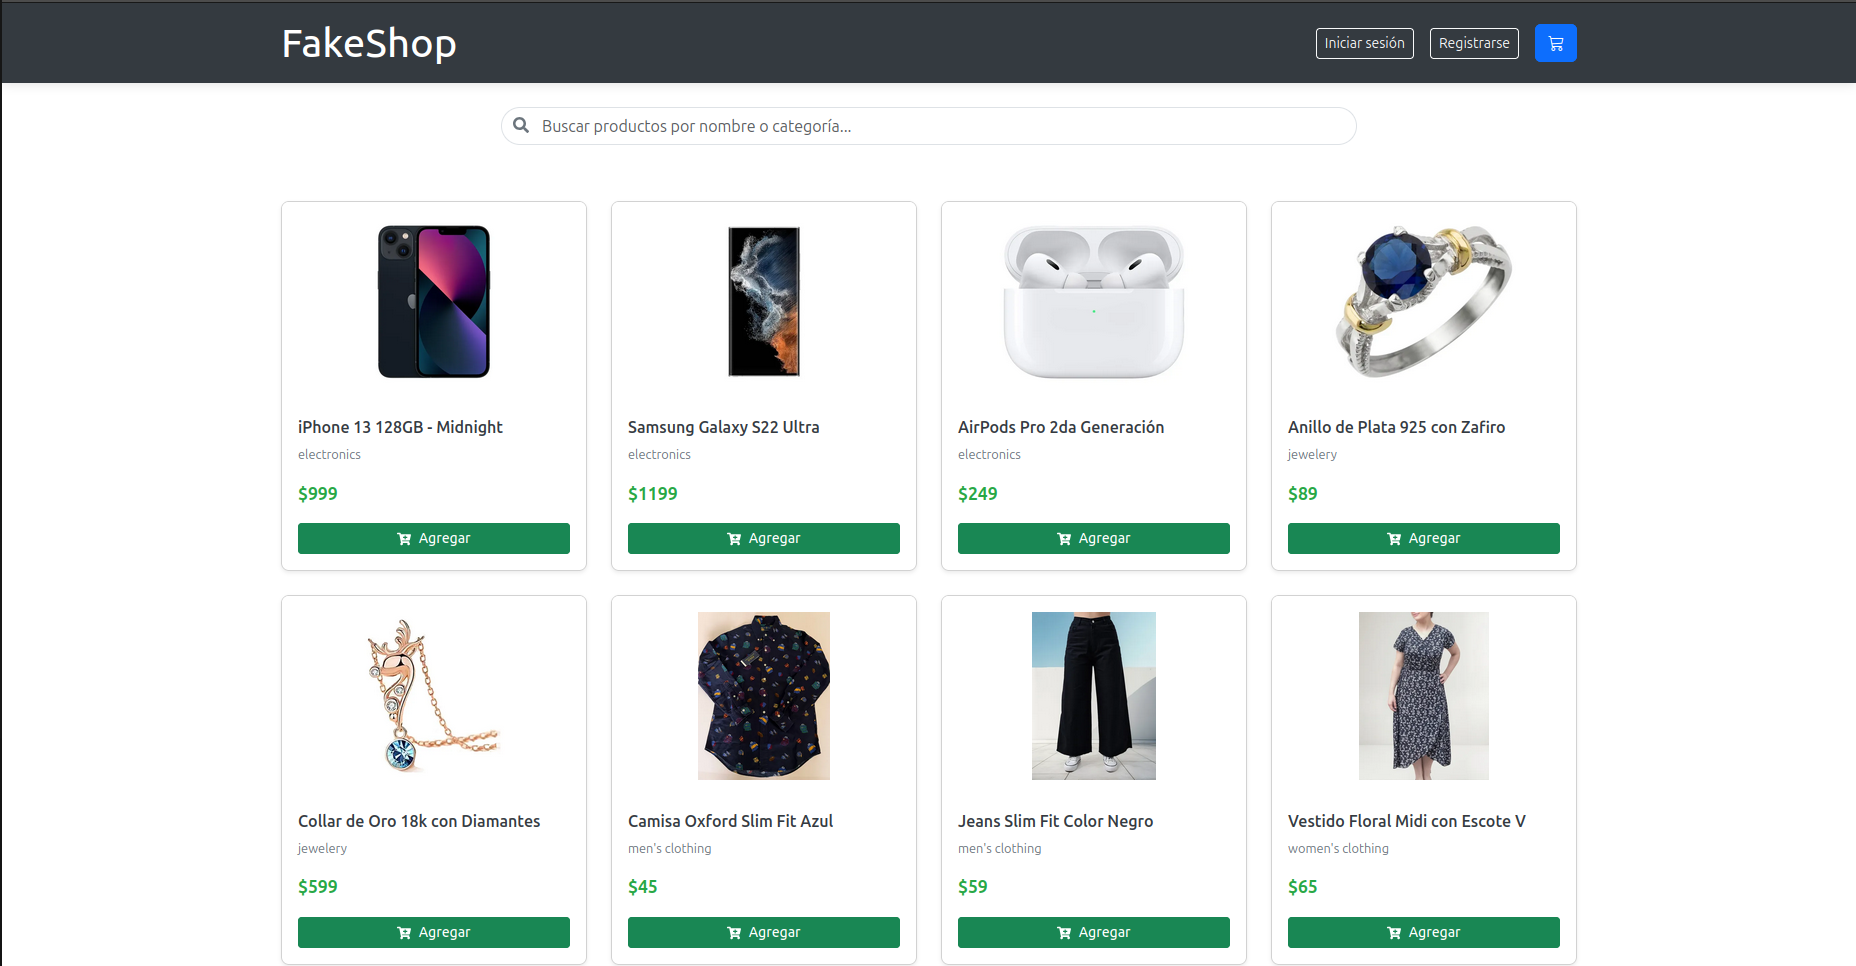 FakeShop
Iniciar sesión
Registrarse
Buscar productos por nombre o categoría...
iPhone 13 128GB - Midnight
electronics
$999
Agregar
Samsung Galaxy S22 Ultra
electronics
$1199
Agregar
AirPods Pro 2da Generación
electronics
$249
Agregar
Anillo de Plata 925 con Zafiro
jewelery
$89
Agregar
Collar de Oro 18k con Diamantes
jewelery
$599
Agregar
Camisa Oxford Slim Fit Azul
men's clothing
$45
Agregar
Jeans Slim Fit Color Negro
men's clothing
$59
Agregar
Vestido Floral Midi con Escote V
women's clothing
$65
Agregar